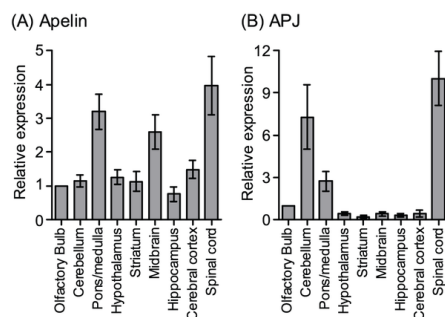 (A) Apelin
Relative expression
5
4
3
2
1
0
Olfactory Bulb
Cerebellum
Pons/medulla
Hypothalamus
Striatum
Midbrain
Hippocampus
Cerebral cortex
Spinal cord
(B) APJ
Relative expression
12
9
6
3
0
Olfactory Bulb
Cerebellum
Pons/medulla
Hypothalamus
Striatum
Midbrain
Hippocampus
Cerebral cortex
Spinal cord